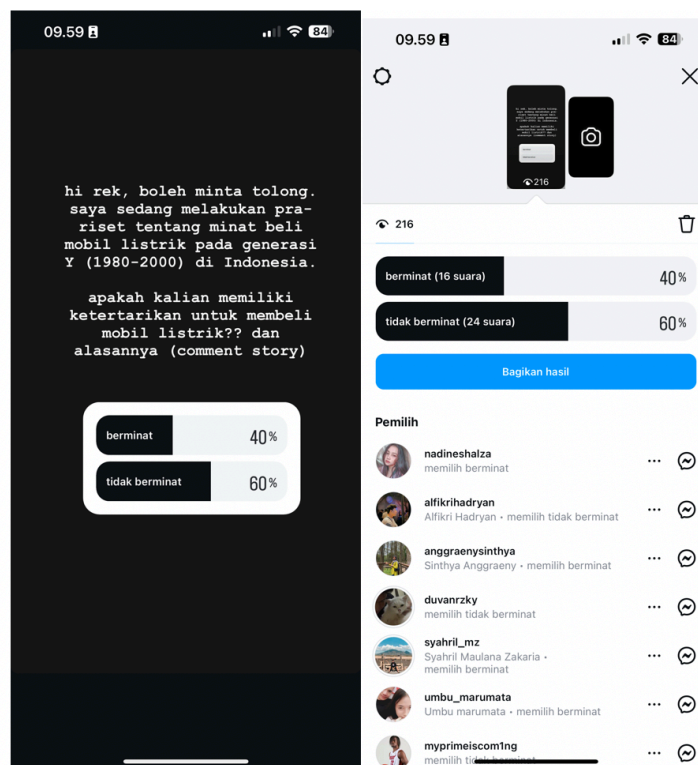 09.59
84
hi rek, boleh minta tolong.
saya sedang melakukan pra-
riset tentang minat beli
mobil listrik pada generasi
Y (1980-2000) di Indonesia.
apakah kalian memiliki
ketertarikan untuk membeli
mobil listrik?? dan
alasannya (comment story)
berminat 40%
tidak berminat 60%
09.59
84
216
216
berminat (16 suara) 40%
tidak berminat (24 suara) 60%
Bagikan hasil
Pemilih
nadineshalza
memilih berminat
alfikrihadryan
Alfikri Hadryan • memilih tidak berminat
anggraenysinthya
Sinthya Anggraeny • memilih berminat
duvanrzky
memilih tidak berminat
syahril_mz
Syahril Maulana Zakaria •
memilih berminat
umbu_marumata
Umbu marumata • memilih berminat
myprimeiscom1ng
memilih tidak berminat